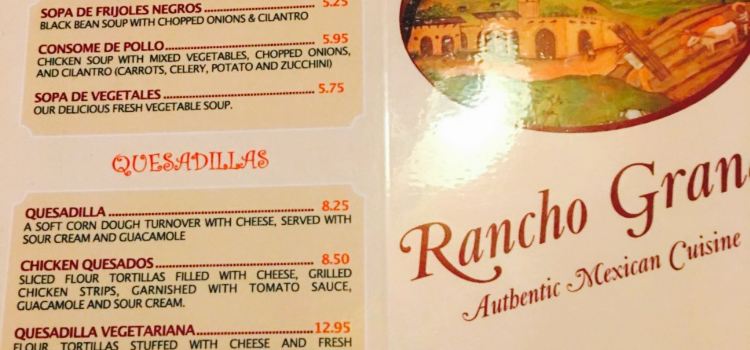 SOPA DE FRIJOLES NEGROS ........................ 5.25
BLACK BEAN SOUP WITH CHOPPED ONIONS & CILANTRO
CONSOME DE POLLO ........................ 5.95
CHICKEN SOUP WITH MIXED VEGETABLES, CHOPPED ONIONS,
AND CILANTRO (CARROTS, CELERY, POTATO AND ZUCCHINI)
SOPA DE VEGETALES ........................ 5.75
OUR DELICIOUS FRESH VEGETABLE SOUP.
QUESADILLAS
QUESADILLA ........................ 8.25
A SOFT CORN DOUGH TURNOVER WITH CHEESE, SERVED WITH
SOUR CREAM AND GUACAMOLE
CHICKEN QUESADOS ........................ 8.50
SLICED FLOUR TORTILLAS FILLED WITH CHEESE, GRILLED
CHICKEN STRIPS, GARNISHED WITH TOMATO SAUCE,
GUACAMOLE AND SOUR CREAM.
QUESADILLA VEGETARIANA ........................ 12.95
FLOUR TORTILLAS STUFFED WITH CHEESE AND FRESH
Rancho Gran
Authentic Mexican Cuisine